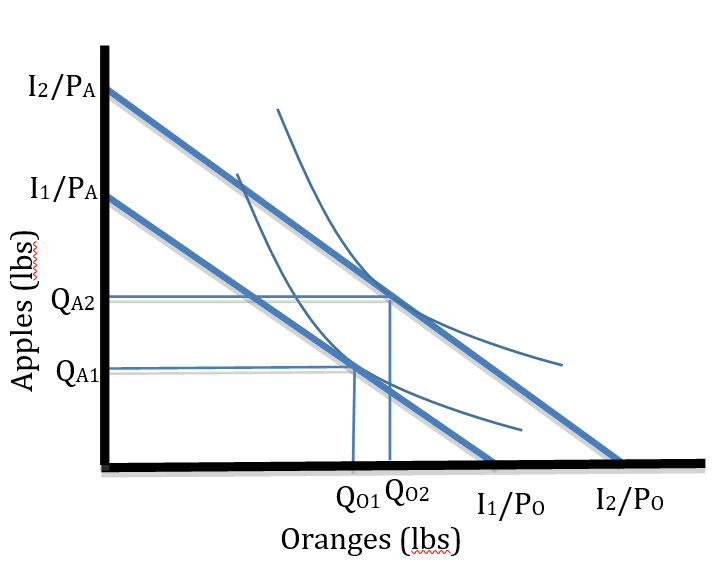 I2/PA
I1/PA
QA2
QA1
Apples (lbs)
QO1 QO2 I1/PO I2/PO
Oranges (lbs)